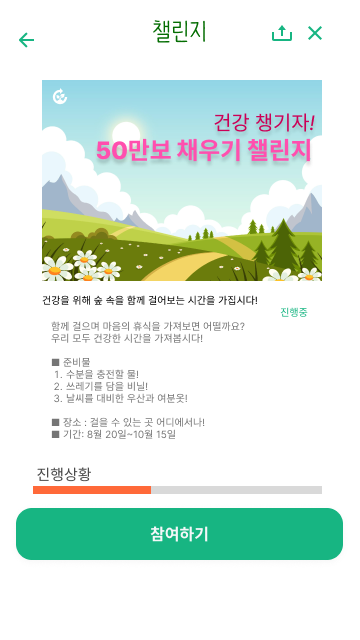 챌린지
건강 챙기자!
50만보 채우기 챌린지
건강을 위해 숲 속을 함께 걸어보는 시간을 가집시다!
진행중
함께 걸으며 마음의 휴식을 가져보면 어떨까요?
우리 모두 건강한 시간을 가져봅시다!
■ 준비물
1. 수분을 충전할 물!
2. 쓰레기를 담을 비닐!
3. 날씨를 대비한 우산과 여분옷!
■ 장소 : 걸을 수 있는 곳 어디에서나!
■ 기간: 8월 20일~10월 15일
진행상황
참여하기